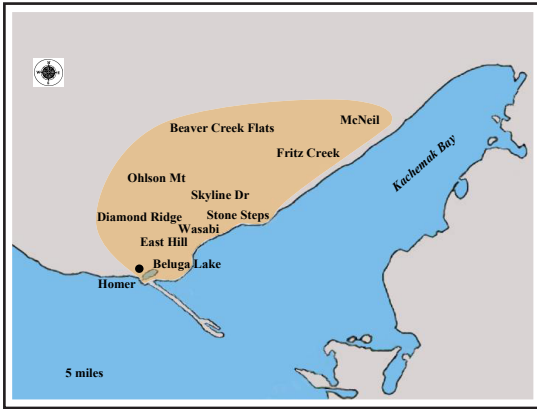 McNeil
Beaver Creek Flats
Fritz Creek
Kachemak Bay
Ohlson Mt
Skyline Dr
Diamond Ridge
Stone Steps
Wasabi
East Hill
Beluga Lake
Homer
5 miles